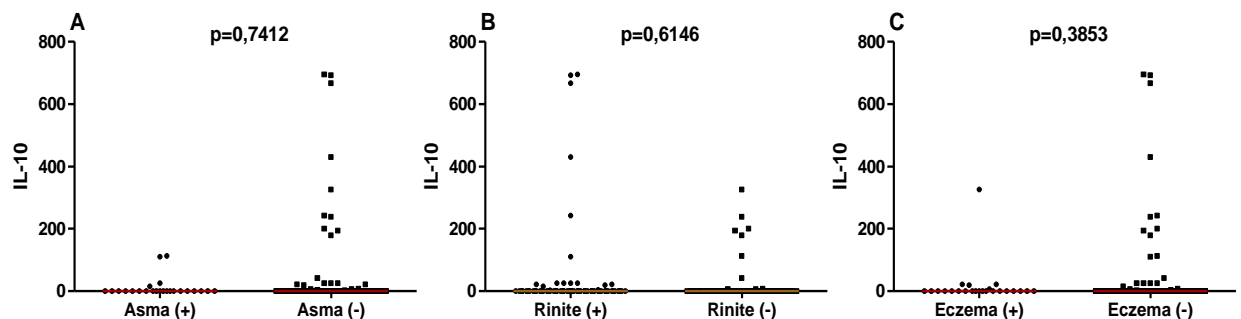 A
p=0,7412
IL-10
800
600
400
200
0
Asma (+)
Asma (-)
B
p=0,6146
IL-10
800
600
400
200
0
Rinite (+)
Rinite (-)
C
p=0,3853
IL-10
800
600
400
200
0
Eczema (+)
Eczema (-)